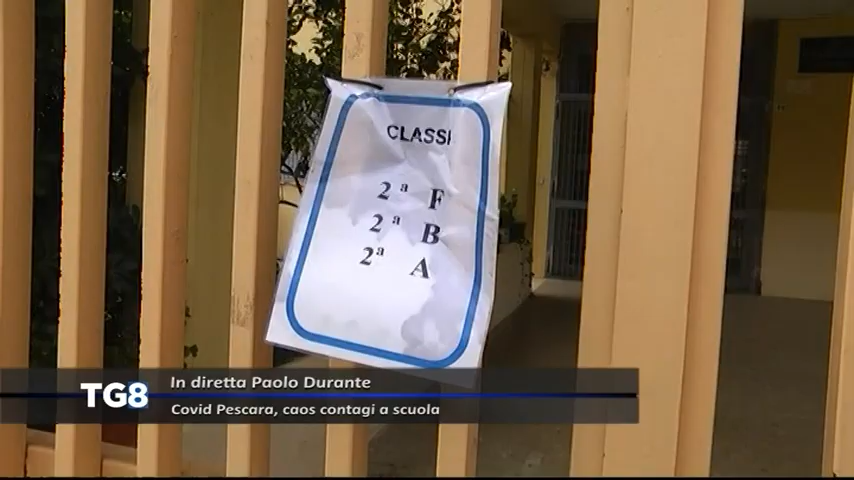 CLASSI
2ª F
2ª B
2ª A
TG8
In diretta Paolo Durante
Covid Pescara, caos contagi a scuola